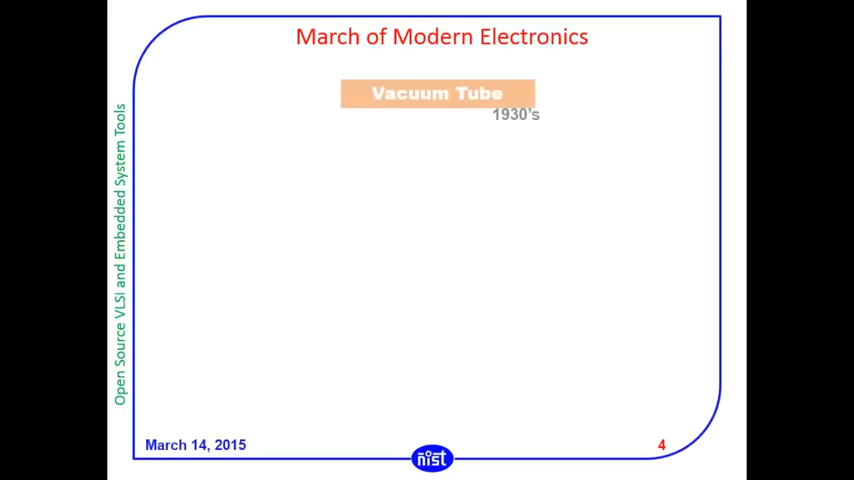 March of Modern Electronics
Vacuum Tube
1930's
Open Source VLSI and Embedded System Tools
March 14, 2015
nist
4